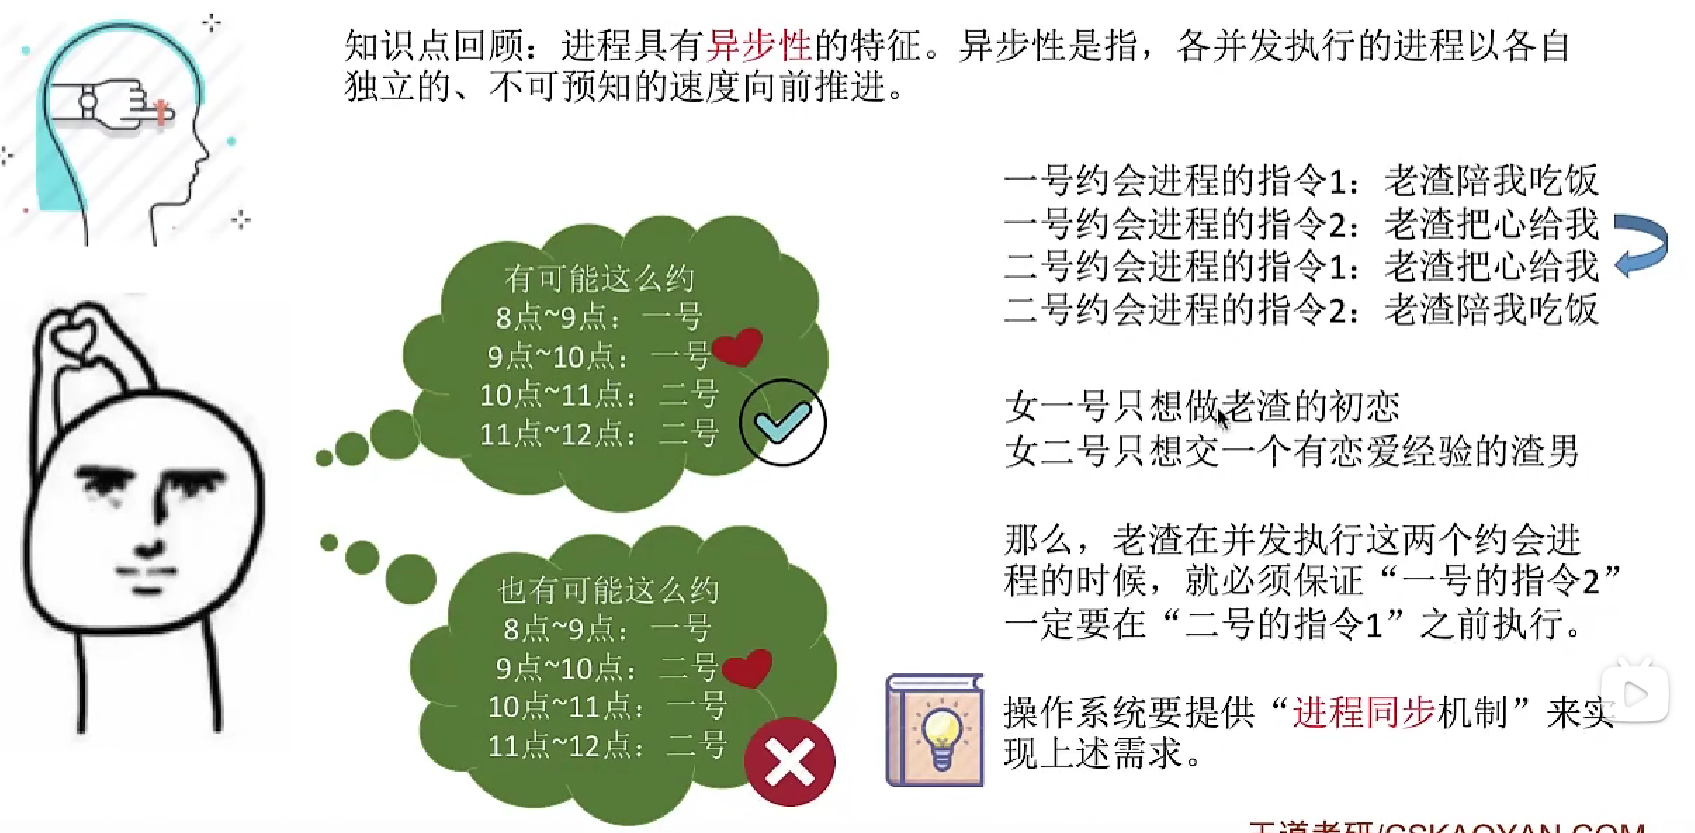 知识点回顾：进程具有异步性的特征。异步性是指，各并发执行的进程以各自
独立的、不可预知的速度向前推进。
一号约会进程的指令1：老渣陪我吃饭
一号约会进程的指令2：老渣把心给我
二号约会进程的指令1：老渣把心给我
二号约会进程的指令2：老渣陪我吃饭
有可能这么约
8点~9点：一号
9点~10点：一号
10点~11点：二号
11点~12点：二号
女一号只想做老渣的初恋
女二号只想交一个有恋爱经验的渣男
那么，老渣在并发执行这两个约会进
程的时候，就必须保证“一号的指令2”
一定要在“二号的指令1”之前执行。
也有可能这么约
8点~9点：一号
9点~10点：二号
10点~11点：一号
11点~12点：二号
操作系统要提供“进程同步机制”来实
现上述需求。
王道考研/CSKAOYAN.COM